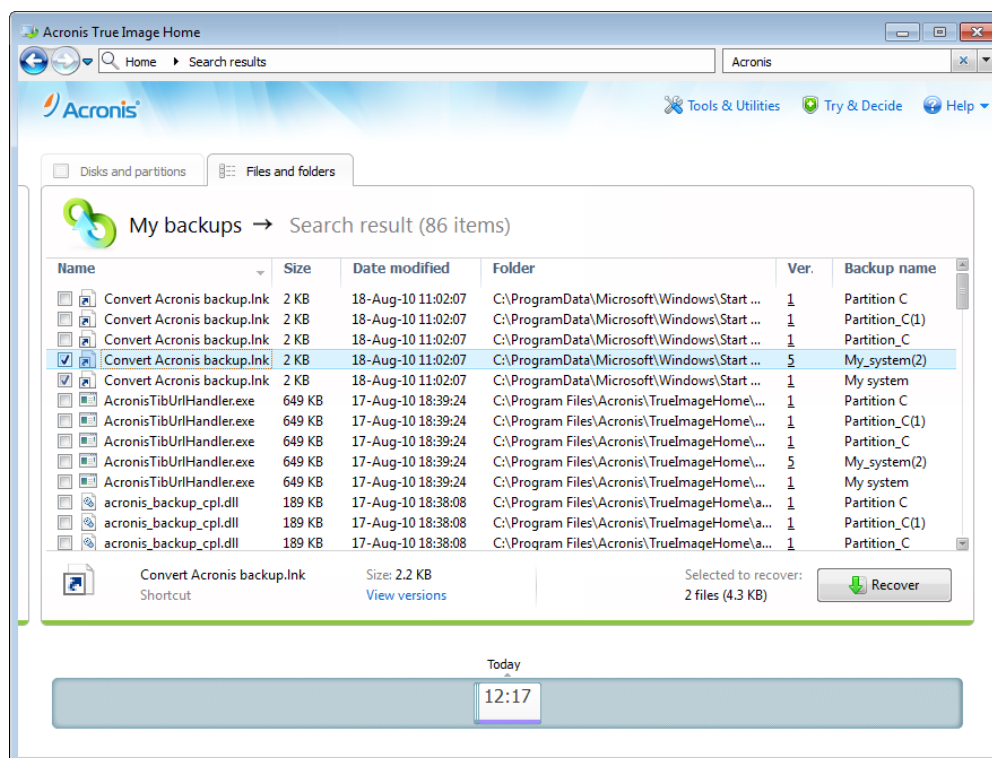 Acronis True Image Home
Home Search results Acronis
Acronis Tools & Utilities Try & Decide Help
Disks and partitions Files and folders
My backups → Search result (86 items)
Name Size Date modified Folder Ver. Backup name
Convert Acronis backup.lnk 2 KB 18-Aug-10 11:02:07 C:\ProgramData\Microsoft\Windows\Start ... 1 Partition C
Convert Acronis backup.lnk 2 KB 18-Aug-10 11:02:07 C:\ProgramData\Microsoft\Windows\Start ... 1 Partition_C(1)
Convert Acronis backup.lnk 2 KB 18-Aug-10 11:02:07 C:\ProgramData\Microsoft\Windows\Start ... 1 Partition_C
Convert Acronis backup.lnk 2 KB 18-Aug-10 11:02:07 C:\ProgramData\Microsoft\Windows\Start ... 5 My_system(2)
Convert Acronis backup.lnk 2 KB 18-Aug-10 11:02:07 C:\ProgramData\Microsoft\Windows\Start ... 1 My system
AcronisTibUrlHandler.exe 649 KB 17-Aug-10 18:39:24 C:\Program Files\Acronis\TrueImageHome\... 1 Partition C
AcronisTibUrlHandler.exe 649 KB 17-Aug-10 18:39:24 C:\Program Files\Acronis\TrueImageHome\... 1 Partition_C(1)
AcronisTibUrlHandler.exe 649 KB 17-Aug-10 18:39:24 C:\Program Files\Acronis\TrueImageHome\... 1 Partition_C
AcronisTibUrlHandler.exe 649 KB 17-Aug-10 18:39:24 C:\Program Files\Acronis\TrueImageHome\... 5 My_system(2)
AcronisTibUrlHandler.exe 649 KB 17-Aug-10 18:39:24 C:\Program Files\Acronis\TrueImageHome\... 1 My system
acronis_backup_cpl.dll 189 KB 17-Aug-10 18:38:08 C:\Program Files\Acronis\TrueImageHome\a... 1 Partition C
acronis_backup_cpl.dll 189 KB 17-Aug-10 18:38:08 C:\Program Files\Acronis\TrueImageHome\a... 1 Partition_C(1)
acronis_backup_cpl.dll 189 KB 17-Aug-10 18:38:08 C:\Program Files\Acronis\TrueImageHome\a... 1 Partition_C
Convert Acronis backup.lnk Size: 2.2 KB Selected to recover:
Shortcut View versions 2 files (4.3 KB) Recover
Today
12:17